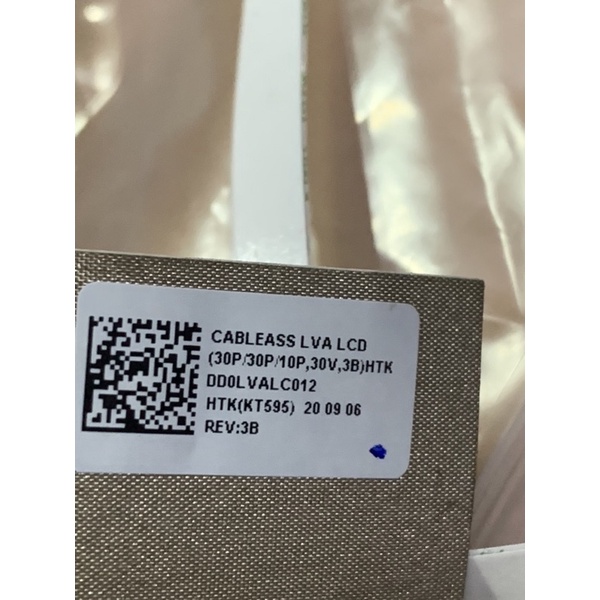 CABLEASS LVA LCD
(30P/30P/10P,30V,3B)HTK
DD0LVALC012
HTK(KT595) 20 09 06
REV:3B